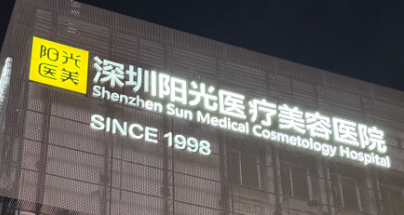 阳光
医美
深圳阳光医疗美容医院
Shenzhen Sun Medical Cosmetology Hospital
SINCE 1998